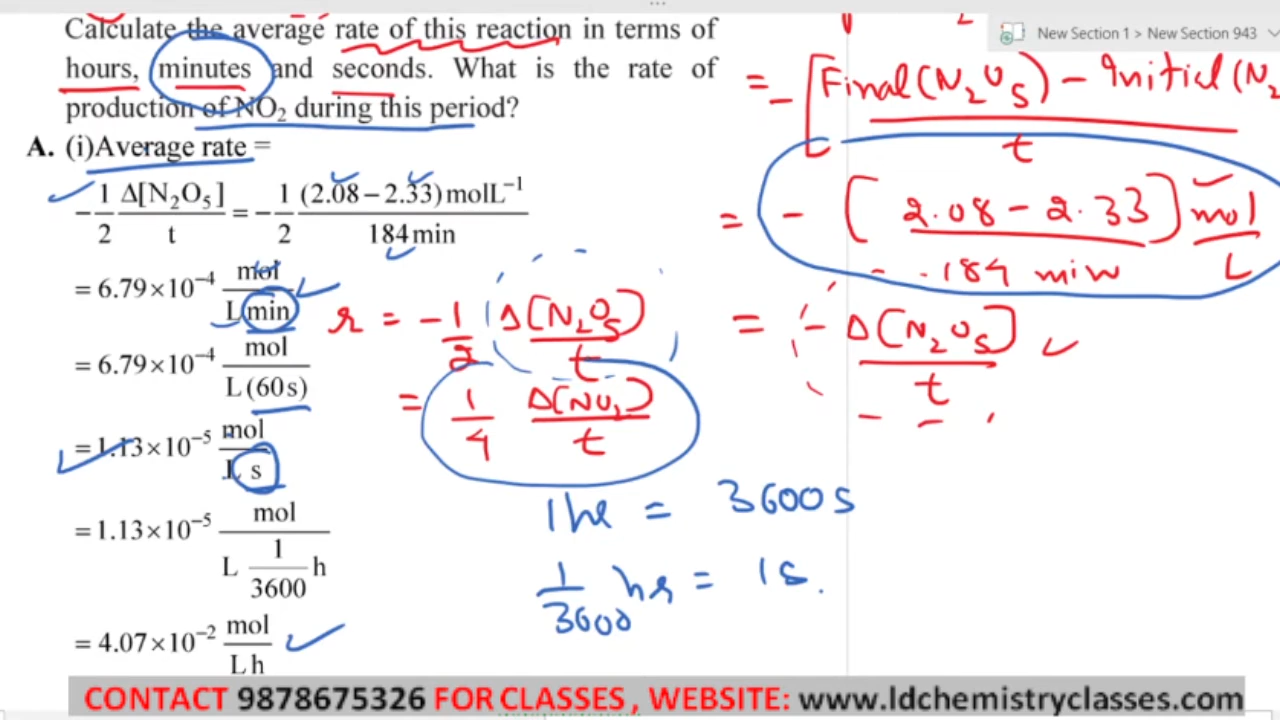 Calculate the average rate of this reaction in terms of
hours, minutes and seconds. What is the rate of
production of NO₂ during this period?
A. (i) Average rate =
-1/2 Δ[N₂O₅]/t = -1/2 (2.08 – 2.33) molL⁻¹/184 min
= 6.79×10⁻⁴ mol/L min
= 6.79×10⁻⁴ mol/L (60s)
= 1.13×10⁻⁵ mol/L s
= 1.13×10⁻⁵ mol/L 1/3600 h
= 4.07×10⁻² mol/L h
r = -1/2 Δ[N₂O₅]/t
= 1/4 Δ[NO₂]/t
1 hr = 3600 s
1/3600 hr = 1s.
New Section 1 > New Section 943
= - [Final (N₂O₅) - Initial (N₂
t
= - [2.08 - 2.33] mol/L
184 min
= - Δ[N₂O₅]/t
CONTACT 9878675326 FOR CLASSES , WEBSITE: www.ldchemistryclasses.com